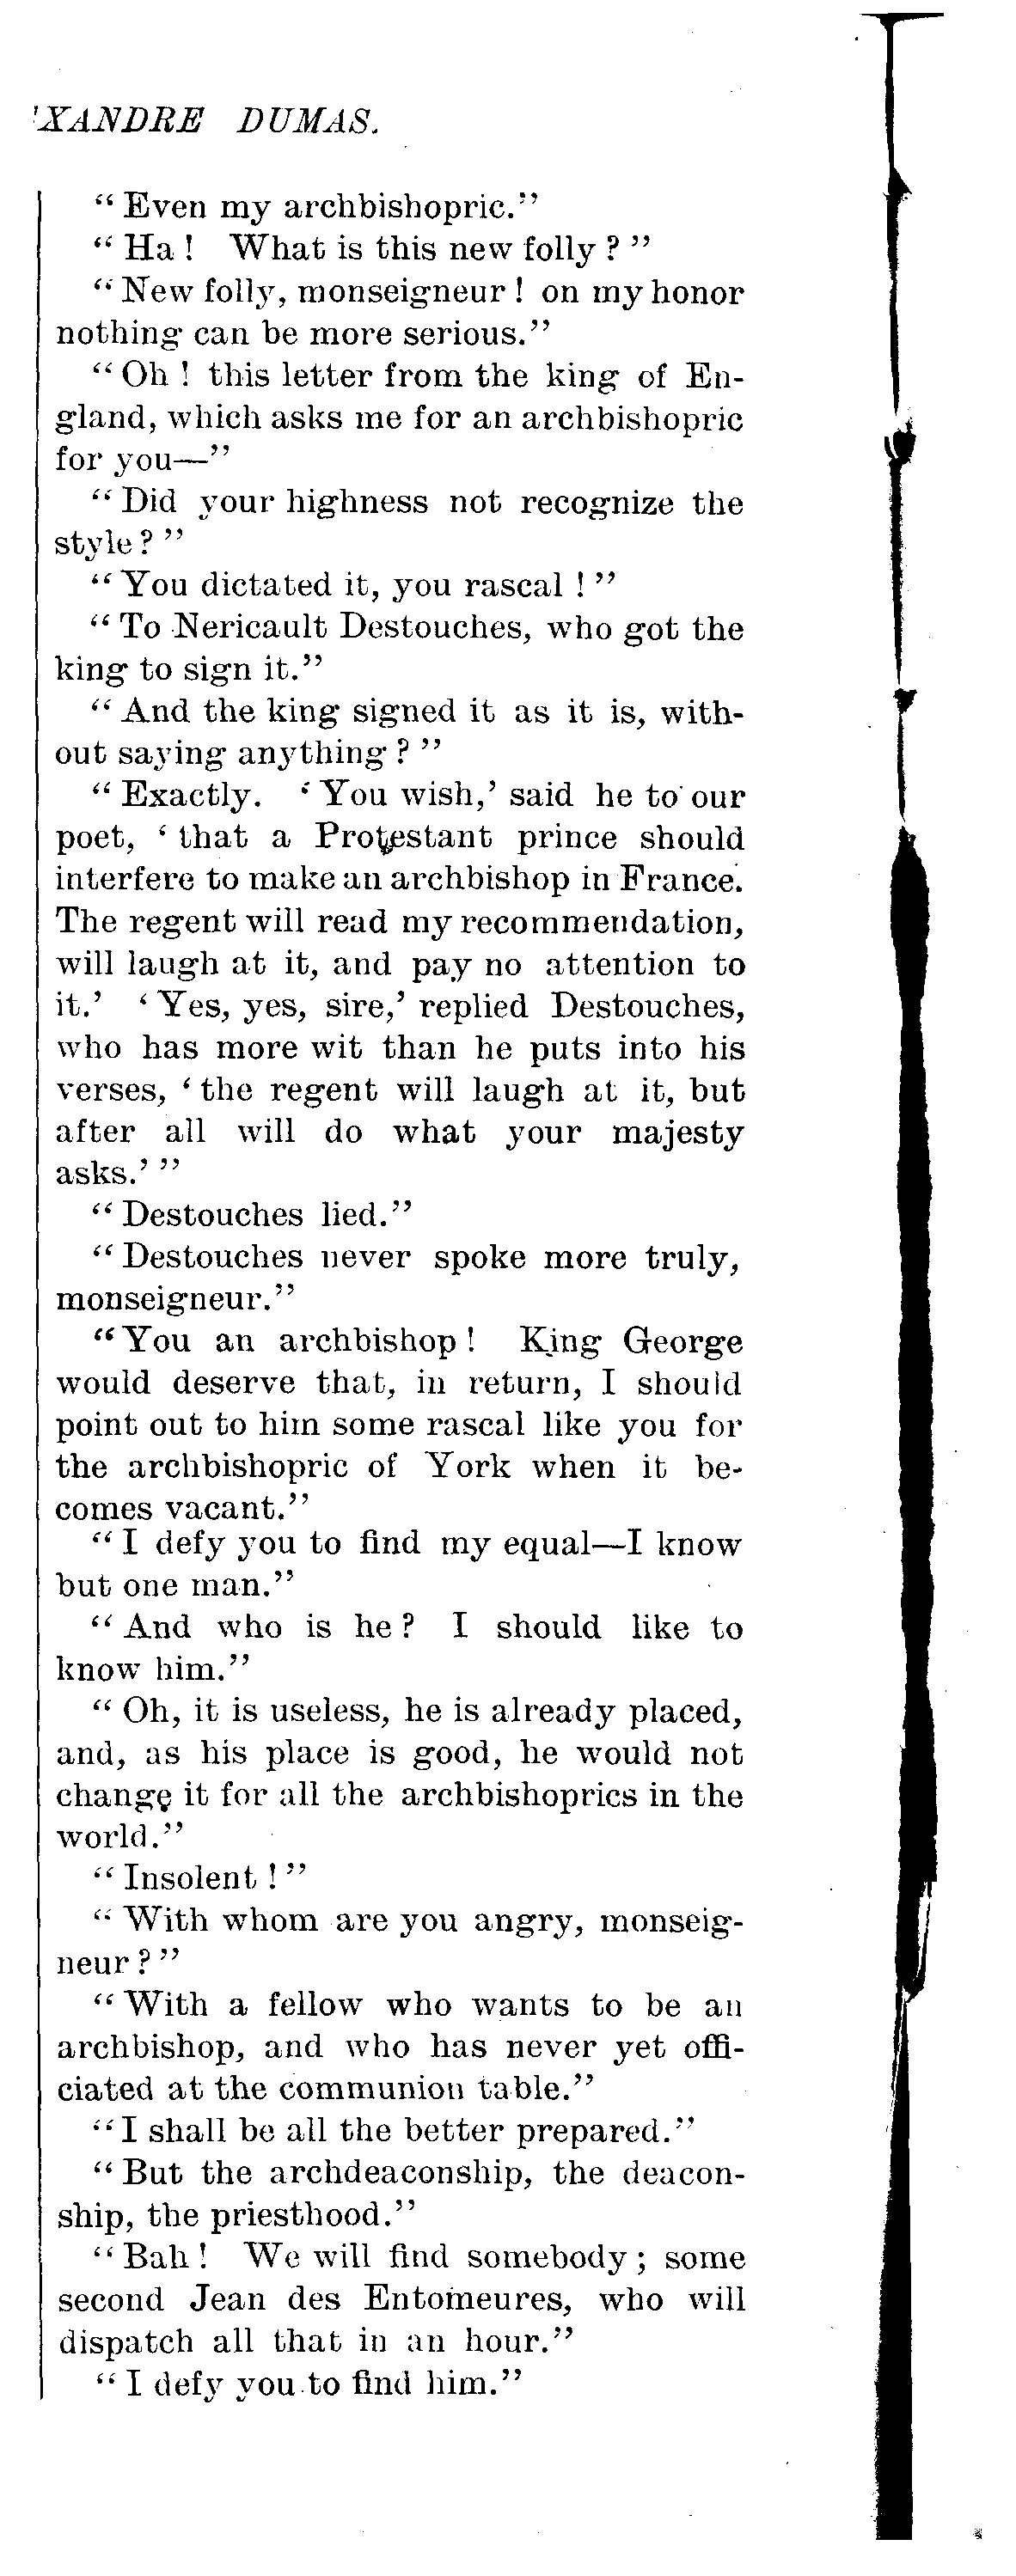 'XANDRE DUMAS.
“ Even my archbishopric.”
“ Ha ! What is this new folly ? ”
“ New folly, monseigneur ! on my honor
nothing can be more serious.”
“ Oh ! this letter from the king of En-
gland, which asks me for an archbishopric
for you—”
“ Did your highness not recognize the
style ? ”
“ You dictated it, you rascal ! ”
“ To Nericault Destouches, who got the
king to sign it.”
“ And the king signed it as it is, with-
out saying anything ? ”
“ Exactly. ‘ You wish,’ said he to our
poet, ‘ that a Protestant prince should
interfere to make an archbishop in France.
The regent will read my recommendation,
will laugh at it, and pay no attention to
it.’ ‘ Yes, yes, sire,’ replied Destouches,
who has more wit than he puts into his
verses, ‘ the regent will laugh at it, but
after all will do what your majesty
asks.’ ”
“ Destouches lied.”
“ Destouches never spoke more truly,
monseigneur.”
“ You an archbishop ! King George
would deserve that, in return, I should
point out to him some rascal like you for
the archbishopric of York when it be-
comes vacant.”
“ I defy you to find my equal—I know
but one man.”
“ And who is he ? I should like to
know him.”
“ Oh, it is useless, he is already placed,
and, as his place is good, he would not
change it for all the archbishoprics in the
world.”
“ Insolent ! ”
“ With whom are you angry, monseig-
neur ? ”
“ With a fellow who wants to be an
archbishop, and who has never yet offi-
ciated at the communion table.”
“ I shall be all the better prepared.”
“ But the archdeaconship, the deacon-
ship, the priesthood.”
“ Bah ! We will find somebody ; some
second Jean des Entomeures, who will
dispatch all that in an hour.”
“ I defy you to find him.”